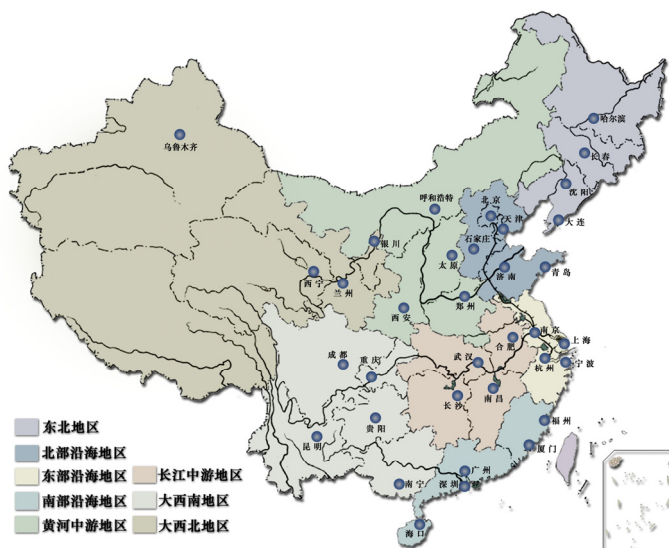 哈尔滨
乌鲁木齐
长春
沈阳
呼和浩特
北京
天津
大连
银川
石家庄
太原
济南
青岛
西宁
兰州
郑州
西安
南京
上海
合肥
成都
重庆
武汉
杭州
宁波
长沙
南昌
贵阳
福州
昆明
厦门
广州
南宁
深圳
海口
东北地区
北部沿海地区
东部沿海地区
长江中游地区
南部沿海地区
大西南地区
黄河中游地区
大西北地区